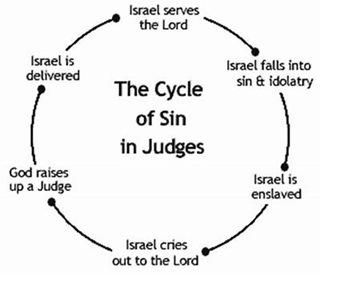 Israel serves
the Lord
Israel falls into
sin & idolatry
Israel is
enslaved
Israel cries
out to the Lord
God raises
up a Judge
Israel is
delivered
The Cycle
of Sin
in Judges